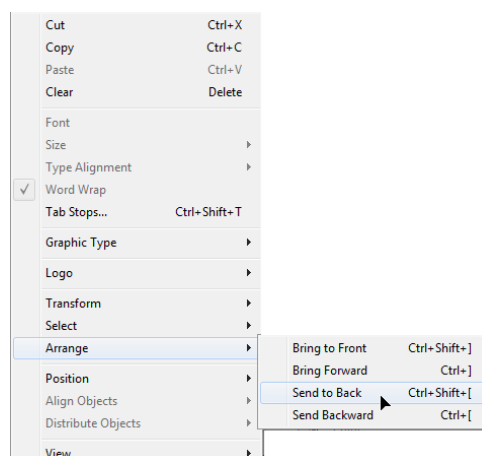 Cut Ctrl+X
Copy Ctrl+C
Paste Ctrl+V
Clear Delete
Font
Size
Type Alignment
Word Wrap
Tab Stops... Ctrl+Shift+T
Graphic Type
Logo
Transform
Select
Arrange
Bring to Front Ctrl+Shift+]
Bring Forward Ctrl+]
Send to Back Ctrl+Shift+[
Send Backward Ctrl+[
Position
Align Objects
Distribute Objects
View